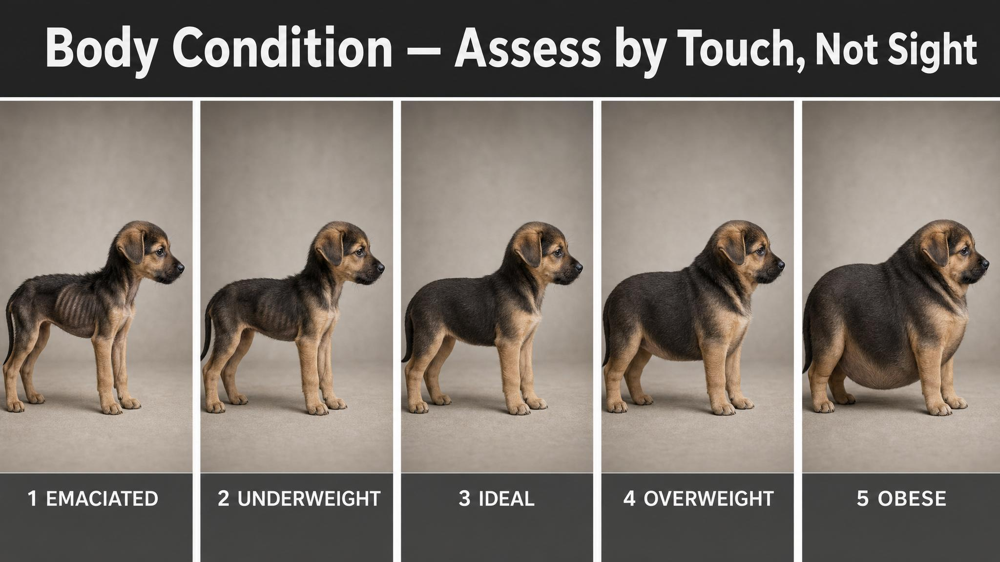 Body Condition — Assess by Touch, Not Sight
1 EMACIATED
2 UNDERWEIGHT
3 IDEAL
4 OVERWEIGHT
5 OBESE